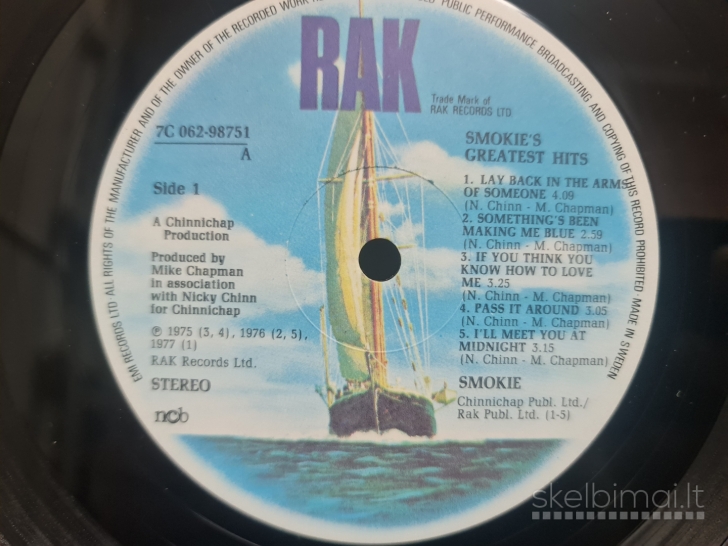 ALL RIGHTS OF THE MANUFACTURER AND OF THE OWNER OF THE RECORDED WORK
PUBLIC PERFORMANCE BROADCASTING AND COPYING OF THIS RECORD PROHIBITED. MADE IN SWEDEN
EMI RECORDS LTD.
RAK
Trade Mark of
RAK RECORDS LTD
7C 062-98751
A
Side 1
A Chinnichap
Production
Produced by
Mike Chapman
in association
with Nicky Chinn
for Chinnichap
℗ 1975 (3, 4), 1976 (2, 5),
1977 (1)
RAK Records Ltd.
STEREO
ncb
SMOKIE'S
GREATEST HITS
1. LAY BACK IN THE ARMS
OF SOMEONE 4.09
(N. Chinn - M. Chapman)
2. SOMETHING'S BEEN
MAKING ME BLUE 2.59
(N. Chinn - M. Chapman)
3. IF YOU THINK YOU
KNOW HOW TO LOVE
ME 3.25
(N. Chinn - M. Chapman)
4. PASS IT AROUND 3.05
(N. Chinn - M. Chapman)
5. I'LL MEET YOU AT
MIDNIGHT 3.15
(N. Chinn - M. Chapman)
SMOKIE
Chinnichap Publ. Ltd./
Rak Publ. Ltd. (1-5)
skelbimai.lt